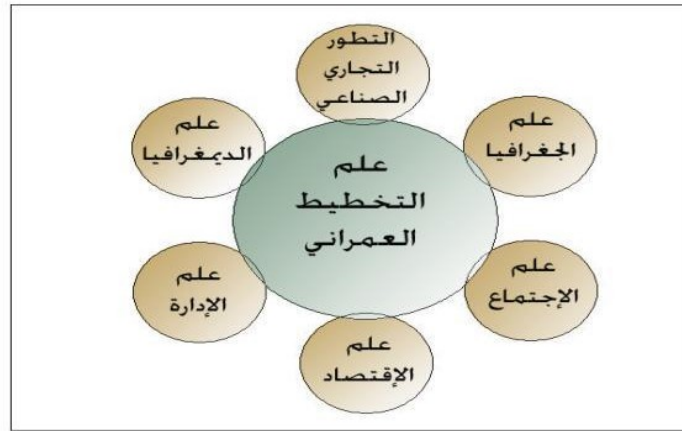 التطور
التجاري
الصناعي
علم
الجغرافيا
علم
الإجتماع
علم
الإقتصاد
علم
الإدارة
علم
الديمغرافيا
علم
التخطيط
العمراني